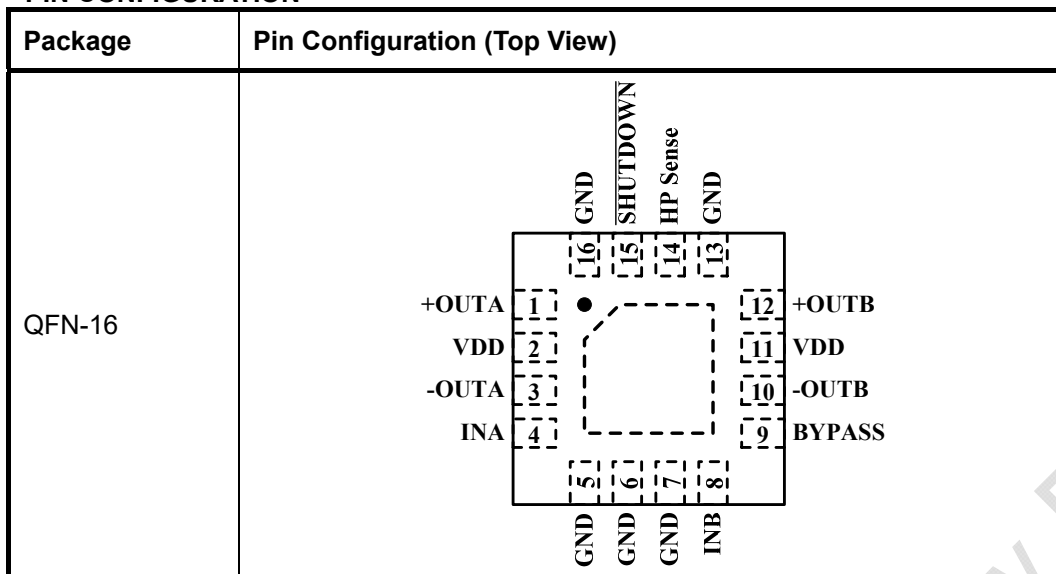 Package
Pin Configuration (Top View)
QFN-16
GND
SHUTDOWN
HP Sense
GND
16
15
14
13
+OUTA 1
12 +OUTB
VDD 2
11 VDD
-OUTA 3
10 -OUTB
INA 4
9 BYPASS
5
6
7
8
GND
GND
GND
INB